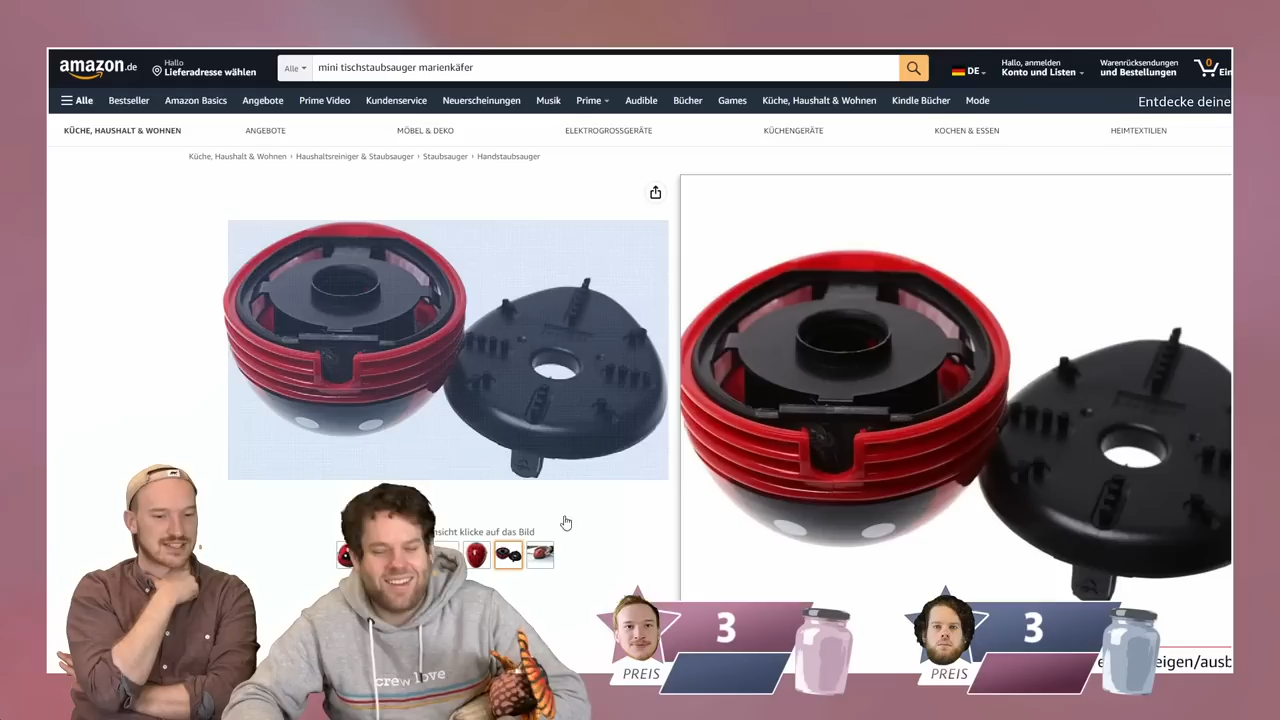 amazon.de
Hallo
Lieferadresse wählen
Alle
mini tischstaubsauger marienkäfer
DE
Hallo, anmelden
Konto und Listen
Warenrücksendungen
und Bestellungen
0
Ein
Alle
Bestseller
Amazon Basics
Angebote
Prime Video
Kundenservice
Neuerscheinungen
Musik
Prime
Audible
Bücher
Games
Küche, Haushalt & Wohnen
Kindle Bücher
Mode
Entdecke deine
KÜCHE, HAUSHALT & WOHNEN
ANGEBOTE
MÖBEL & DEKO
ELEKTROGROSSGERÄTE
KÜCHENGERÄTE
KOCHEN & ESSEN
HEIMTEXTILIEN
Küche, Haushalt & Wohnen › Haushaltsreiniger & Staubsauger › Staubsauger › Handstaubsauger
nsicht klicke auf das Bild
crew love
3
PREIS
3
PREIS
eigen/ausb